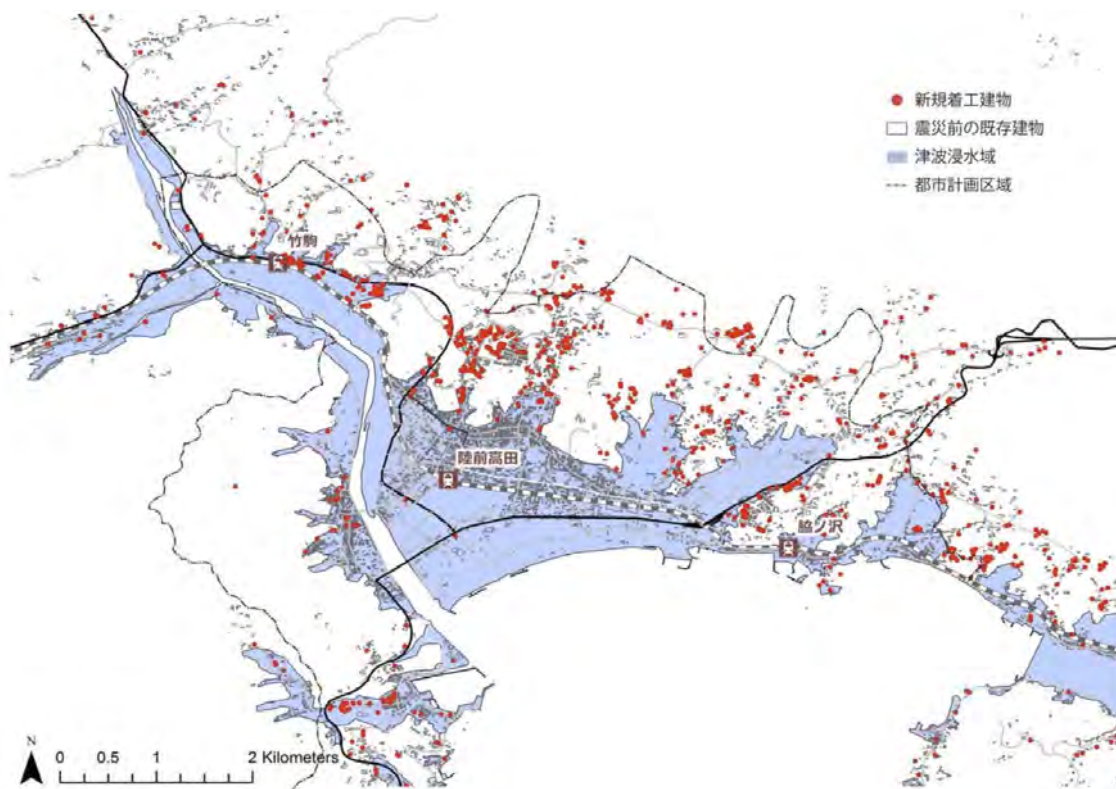 新規着工建物
震災前の既存建物
津波浸水域
都市計画区域
竹駒
陸前高田
脇ノ沢
N
0 0.5 1 2 Kilometers